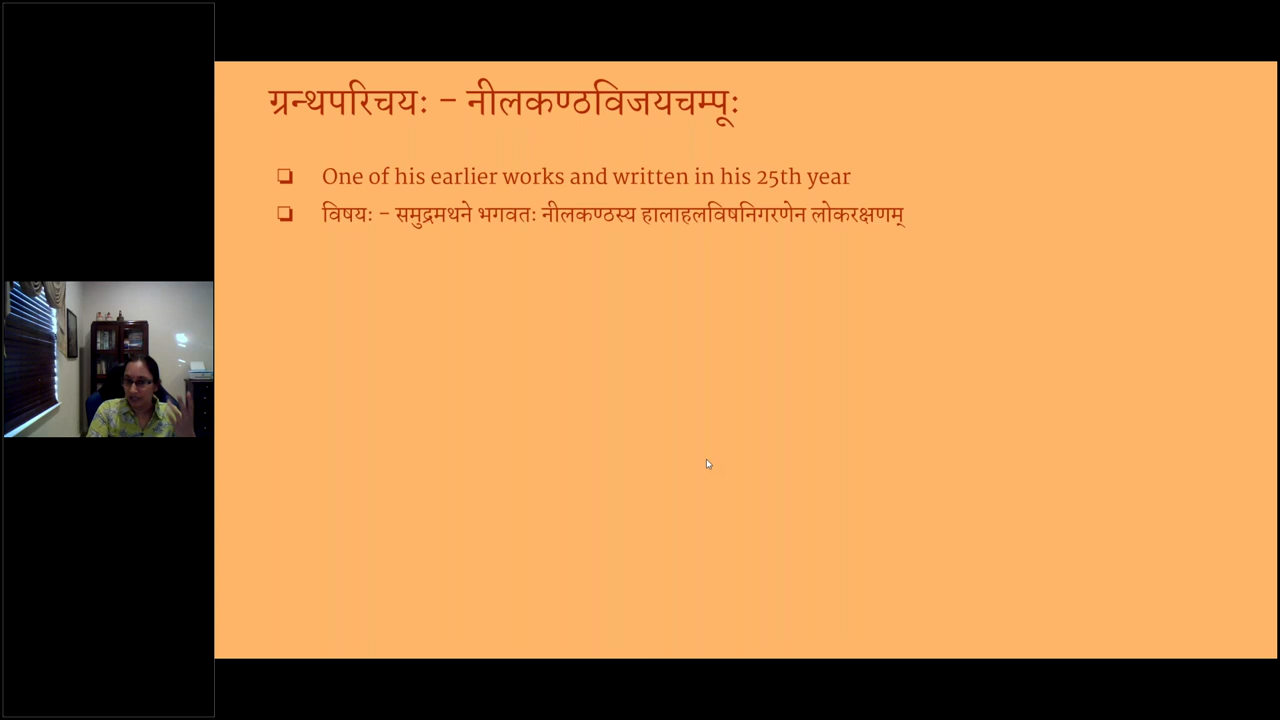 ग्रन्थपरिचयः - नीलकण्ठविजयचम्पूः
One of his earlier works and written in his 25th year
विषयः - समुद्रमथने भगवतः नीलकण्ठस्य हालाहलविषनिगरणेन लोकरक्षणम्